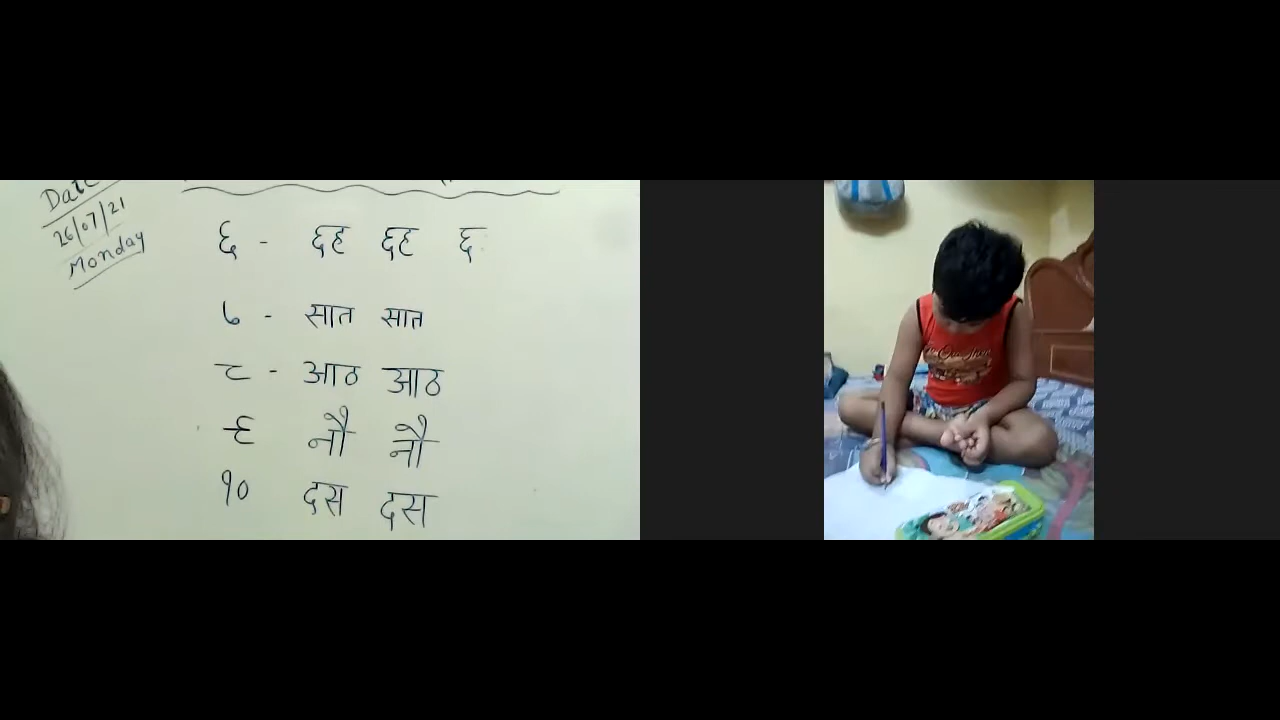 Date
26/07/21
Monday
६ - छह छह छ
७ - सात सात
८ - आठ आठ
९ नौ नौ
१० दस दस